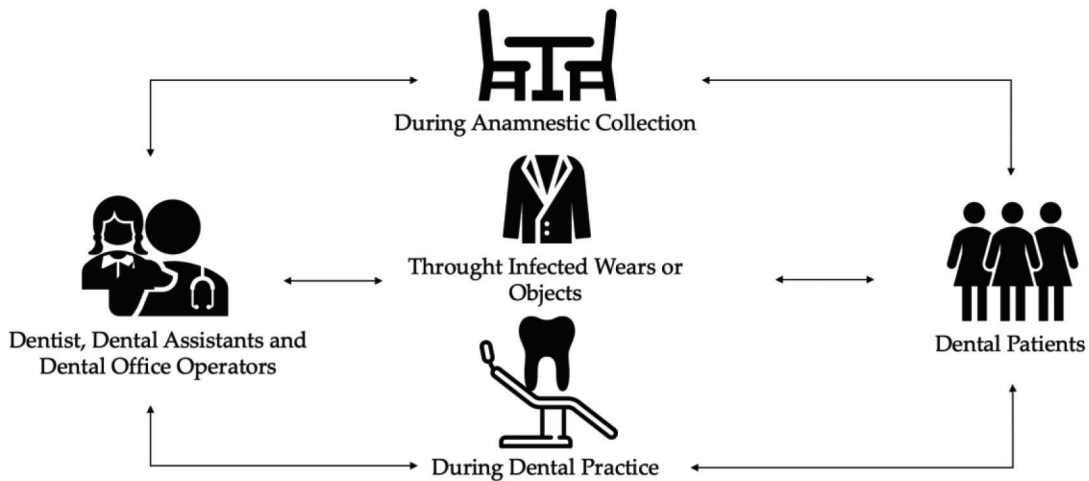 During Anamnestic Collection
Throught Infected Wears or
Objects
Dentist, Dental Assistants and
Dental Office Operators
Dental Patients
During Dental Practice